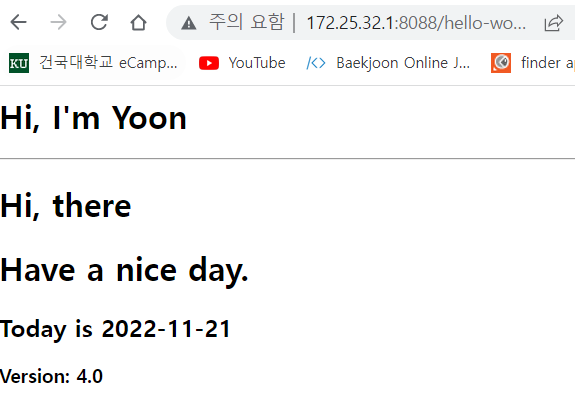 주의 요함 | 172.25.32.1:8088/hello-wo...
KU 건국대학교 eCamp... YouTube </> Baekjoon Online J... finder ap
Hi, I'm Yoon
Hi, there
Have a nice day.
Today is 2022-11-21
Version: 4.0